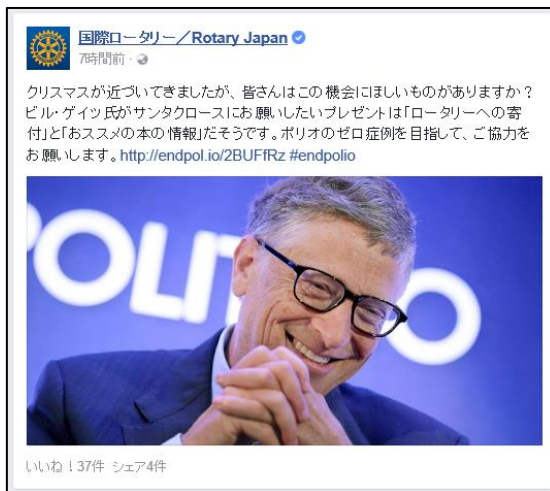 国際ロータリー／Rotary Japan
7時間前 ·
クリスマスが近づいてきましたが、皆さんはこの機会にほしいものがありますか？
ビル・ゲイツ氏がサンタクロースにお願いしたいプレゼントは「ロータリーへの寄
付」と「おススメの本の情報」だそうです。ポリオのゼロ症例を目指して、ご協力を
お願いします。http://endpol.io/2BUFfRz #endpolio
POLITICO
いいね！37件 シェア4件